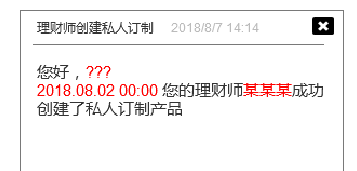 理财师创建私人订制 2018/8/7 14:14
您好，???
2018.08.02 00:00 您的理财师某某某成功
创建了私人订制产品